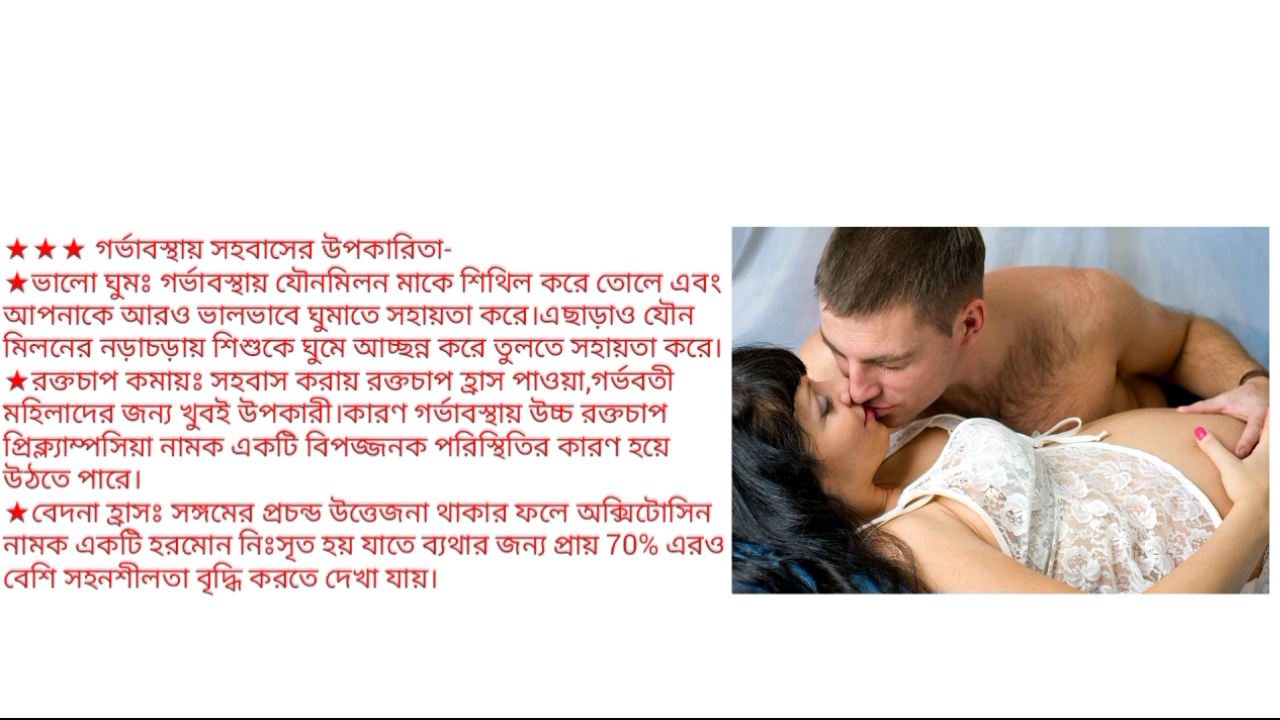 ★★★ গর্ভাবস্থায় সহবাসের উপকারিতা-
★ভালো ঘুমঃ গর্ভাবস্থায় যৌনমিলন মাকে শিথিল করে তোলে এবং
আপনাকে আরও ভালভাবে ঘুমাতে সহায়তা করে।এছাড়াও যৌন
মিলনের নড়াচড়ায় শিশুকে ঘুমে আচ্ছন্ন করে তুলতে সহায়তা করে।
★রক্তচাপ কমায়ঃ সহবাস করায় রক্তচাপ হ্রাস পাওয়া,গর্ভবতী
মহিলাদের জন্য খুবই উপকারী।কারণ গর্ভাবস্থায় উচ্চ রক্তচাপ
প্রিক্ল্যাম্পসিয়া নামক একটি বিপজ্জনক পরিস্থিতির কারণ হয়ে
উঠতে পারে।
★বেদনা হ্রাসঃ সঙ্গমের প্রচন্ড উত্তেজনা থাকার ফলে অক্সিটোসিন
নামক একটি হরমোন নিঃসৃত হয় যাতে ব্যথার জন্য প্রায় 70% এরও
বেশি সহনশীলতা বৃদ্ধি করতে দেখা যায়।